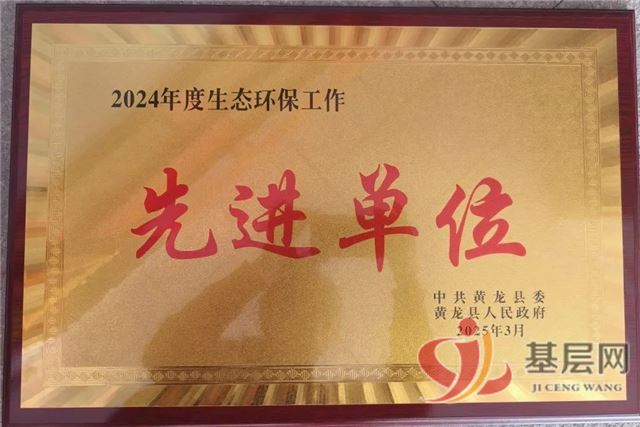 2024年度生态环保工作
先进单位
中共黄龙县委
黄龙县人民政府
2025年3月
基层网
JI CENG WANG